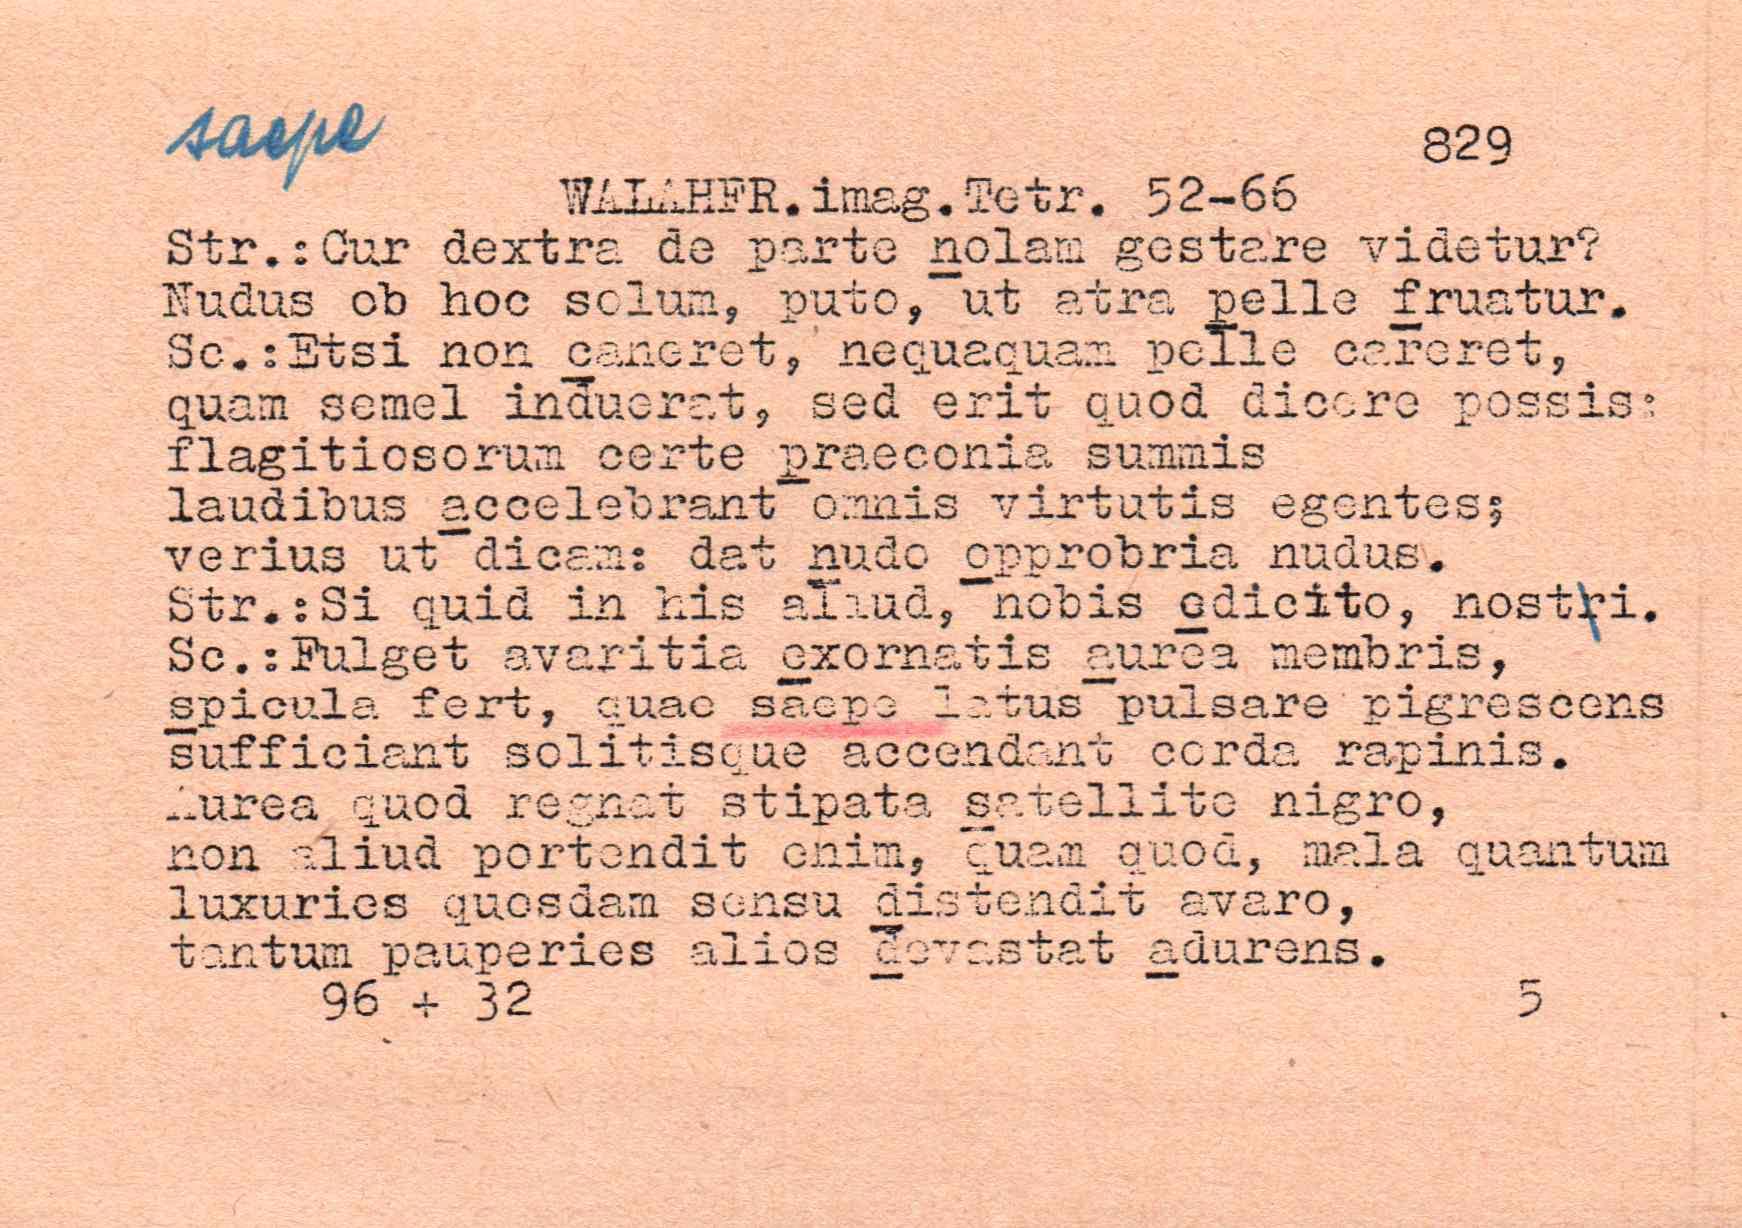 saepe
829
WALAHFR.imag.Tetr. 52-66
Str.:Cur dextra de parte nolam gestare videtur?
Nudus ob hoc solum, puto, ut atra pelle fruatur.
Sc.:Etsi non caneret, nequaquam pelle careret,
quam semel induerat, sed erit quod dicere possis:
flagitiosorum certe praeconia summis
laudibus accelebrant omnis virtutis egentes;
verius ut dicam: dat nudo opprobria nudus.
Str.:Si quid in his aliud, nobis edicito, nostri.
Sc.:Fulget avaritia exornatis aurea membris,
spicula fert, quae saepe latus pulsare pigrescens
sufficiant solitisque accendant corda rapinis.
Aurea quod regnat stipata satellite nigro,
non aliud portendit enim, quam quod, mala quantum
luxuries quosdam sensu distendit avaro,
tantum pauperies alios devastat adurens.
96 + 32
5